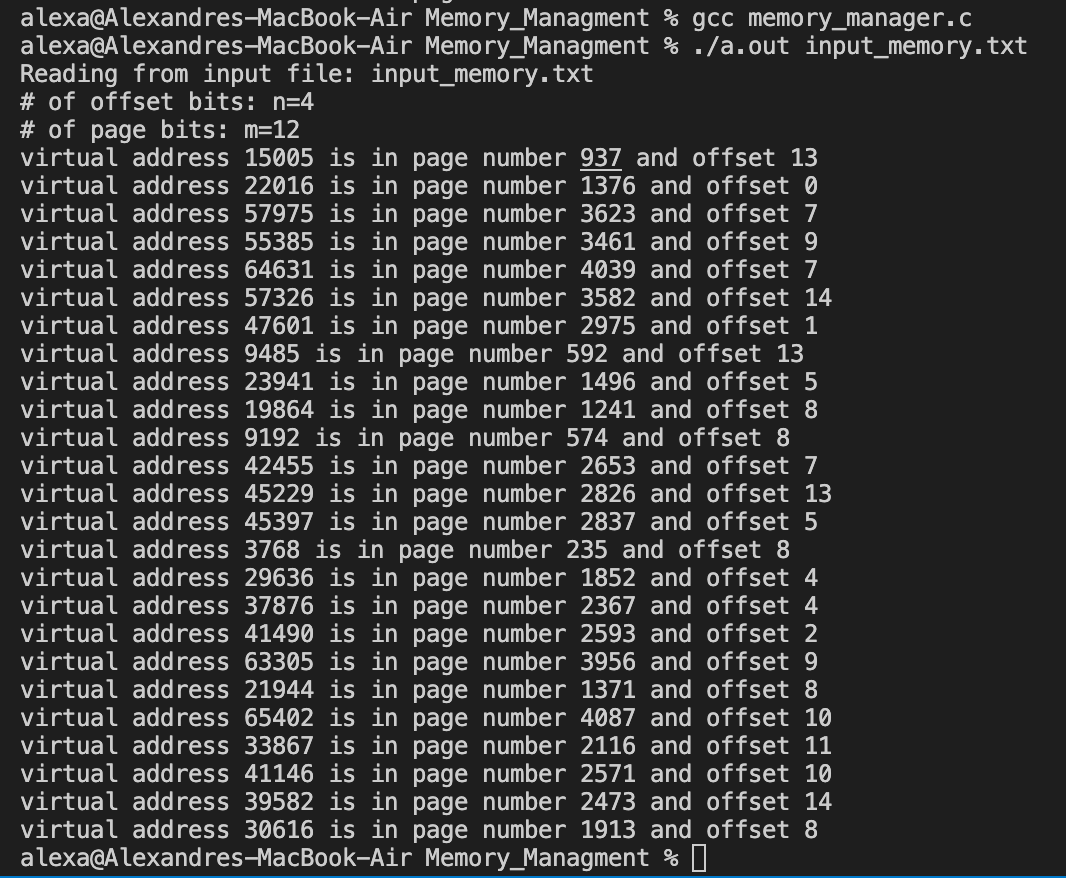 alexa@Alexandres-MacBook-Air Memory_Managment % gcc memory_manager.c
alexa@Alexandres-MacBook-Air Memory_Managment % ./a.out input_memory.txt
Reading from input file: input_memory.txt
# of offset bits: n=4
# of page bits: m=12
virtual address 15005 is in page number 937 and offset 13
virtual address 22016 is in page number 1376 and offset 0
virtual address 57975 is in page number 3623 and offset 7
virtual address 55385 is in page number 3461 and offset 9
virtual address 64631 is in page number 4039 and offset 7
virtual address 57326 is in page number 3582 and offset 14
virtual address 47601 is in page number 2975 and offset 1
virtual address 9485 is in page number 592 and offset 13
virtual address 23941 is in page number 1496 and offset 5
virtual address 19864 is in page number 1241 and offset 8
virtual address 9192 is in page number 574 and offset 8
virtual address 42455 is in page number 2653 and offset 7
virtual address 45229 is in page number 2826 and offset 13
virtual address 45397 is in page number 2837 and offset 5
virtual address 3768 is in page number 235 and offset 8
virtual address 29636 is in page number 1852 and offset 4
virtual address 37876 is in page number 2367 and offset 4
virtual address 41490 is in page number 2593 and offset 2
virtual address 63305 is in page number 3956 and offset 9
virtual address 21944 is in page number 1371 and offset 8
virtual address 65402 is in page number 4087 and offset 10
virtual address 33867 is in page number 2116 and offset 11
virtual address 41146 is in page number 2571 and offset 10
virtual address 39582 is in page number 2473 and offset 14
virtual address 30616 is in page number 1913 and offset 8
alexa@Alexandres-MacBook-Air Memory_Managment %